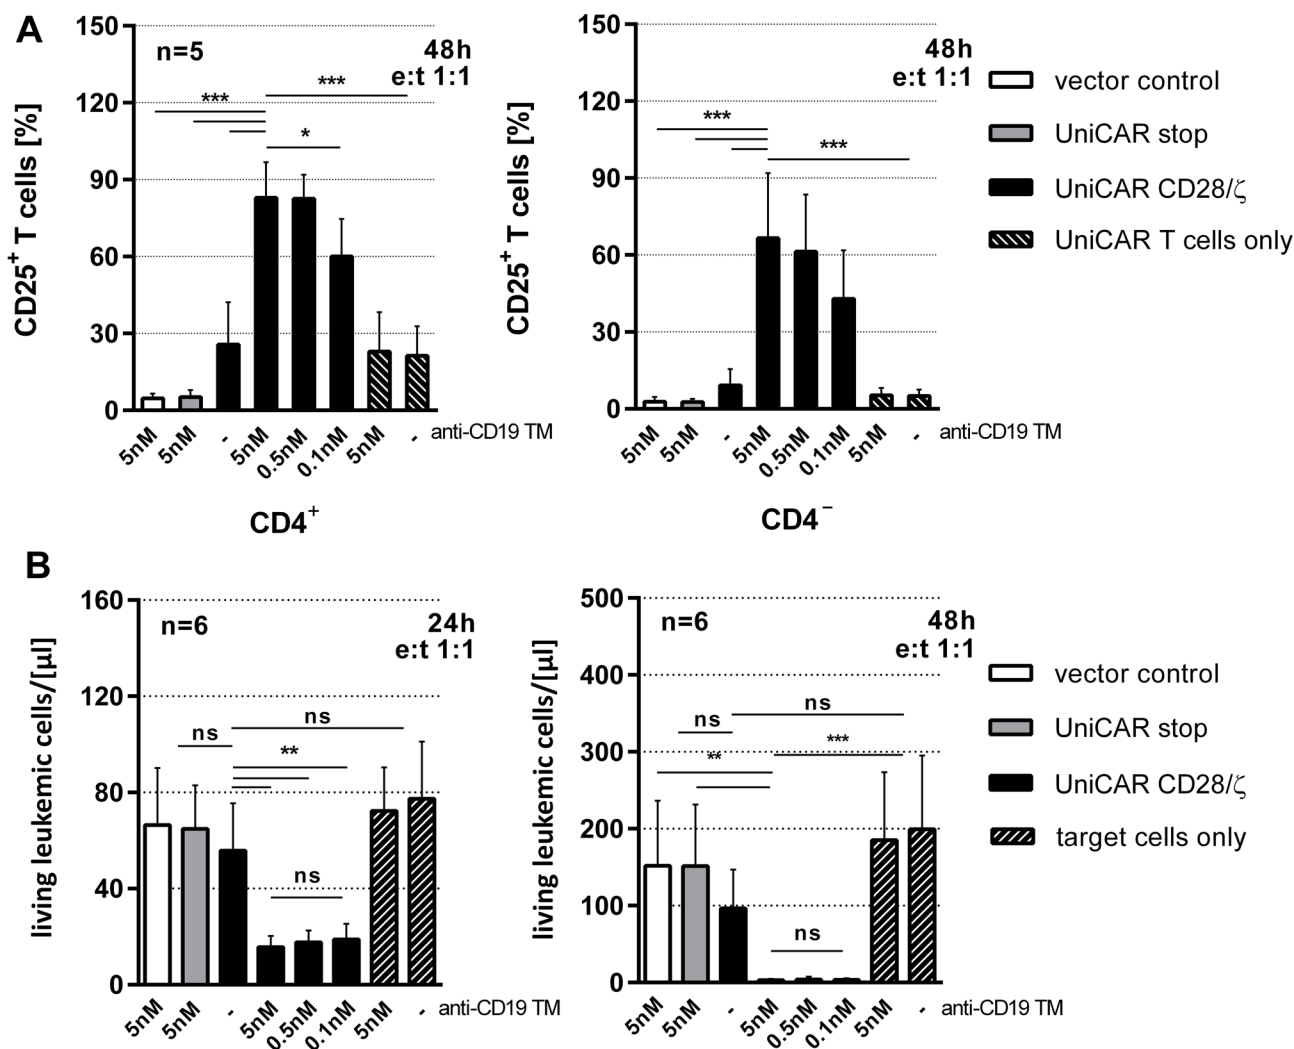 A
150
120
90
60
30
0
CD25+ T cells [%]
n=5
48h
e:t 1:1
***
***
*
5nM
5nM
-
5nM
0.5nM
0.1nM
5nM
-
anti-CD19 TM
CD4+
150
120
90
60
30
0
CD25+ T cells [%]
48h
e:t 1:1
***
***
5nM
5nM
-
5nM
0.5nM
0.1nM
5nM
-
anti-CD19 TM
CD4−
vector control
UniCAR stop
UniCAR CD28/ζ
UniCAR T cells only
B
160
120
80
40
0
living leukemic cells/[µl]
n=6
24h
e:t 1:1
ns
ns
**
ns
5nM
5nM
-
5nM
0.5nM
0.1nM
5nM
-
anti-CD19 TM
500
400
300
200
100
0
living leukemic cells/[µl]
n=6
48h
e:t 1:1
ns
ns
**
***
ns
5nM
5nM
-
5nM
0.5nM
0.1nM
5nM
-
anti-CD19 TM
vector control
UniCAR stop
UniCAR CD28/ζ
target cells only